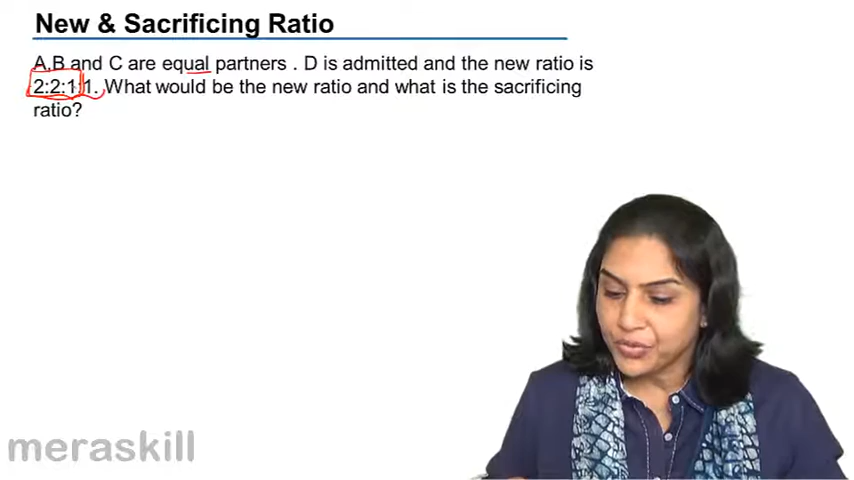 New & Sacrificing Ratio
A,B and C are equal partners . D is admitted and the new ratio is
2:2:1:1. What would be the new ratio and what is the sacrificing
ratio?
meraskill